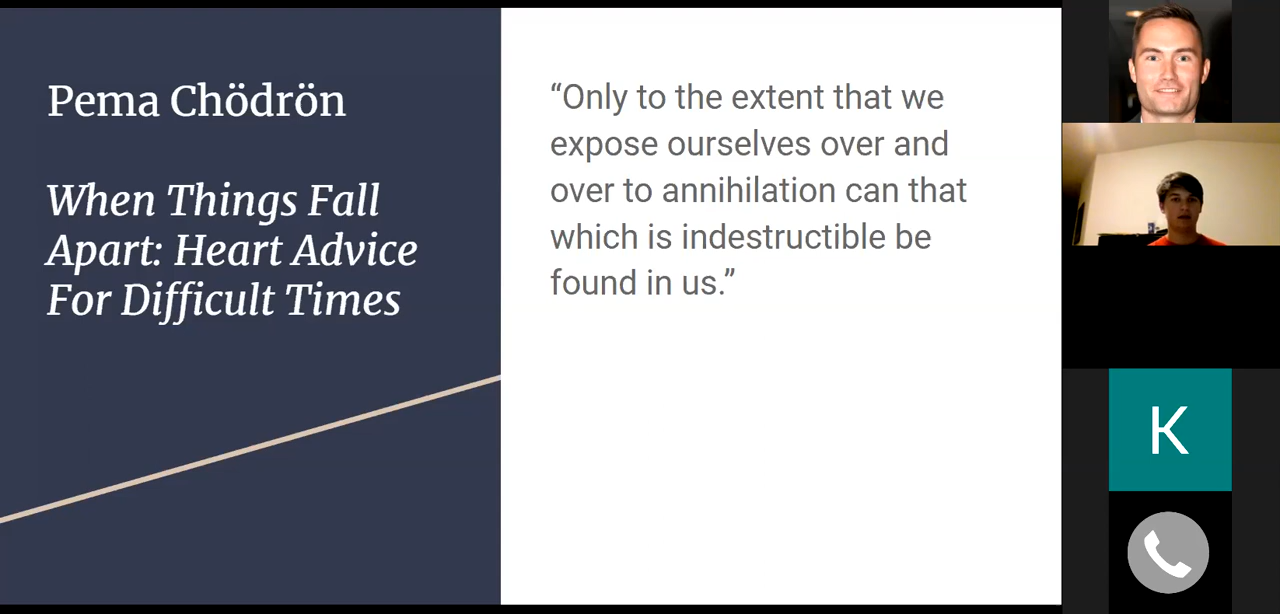 Pema Chödrön
When Things Fall
Apart: Heart Advice
For Difficult Times
“Only to the extent that we
expose ourselves over and
over to annihilation can that
which is indestructible be
found in us.”
K